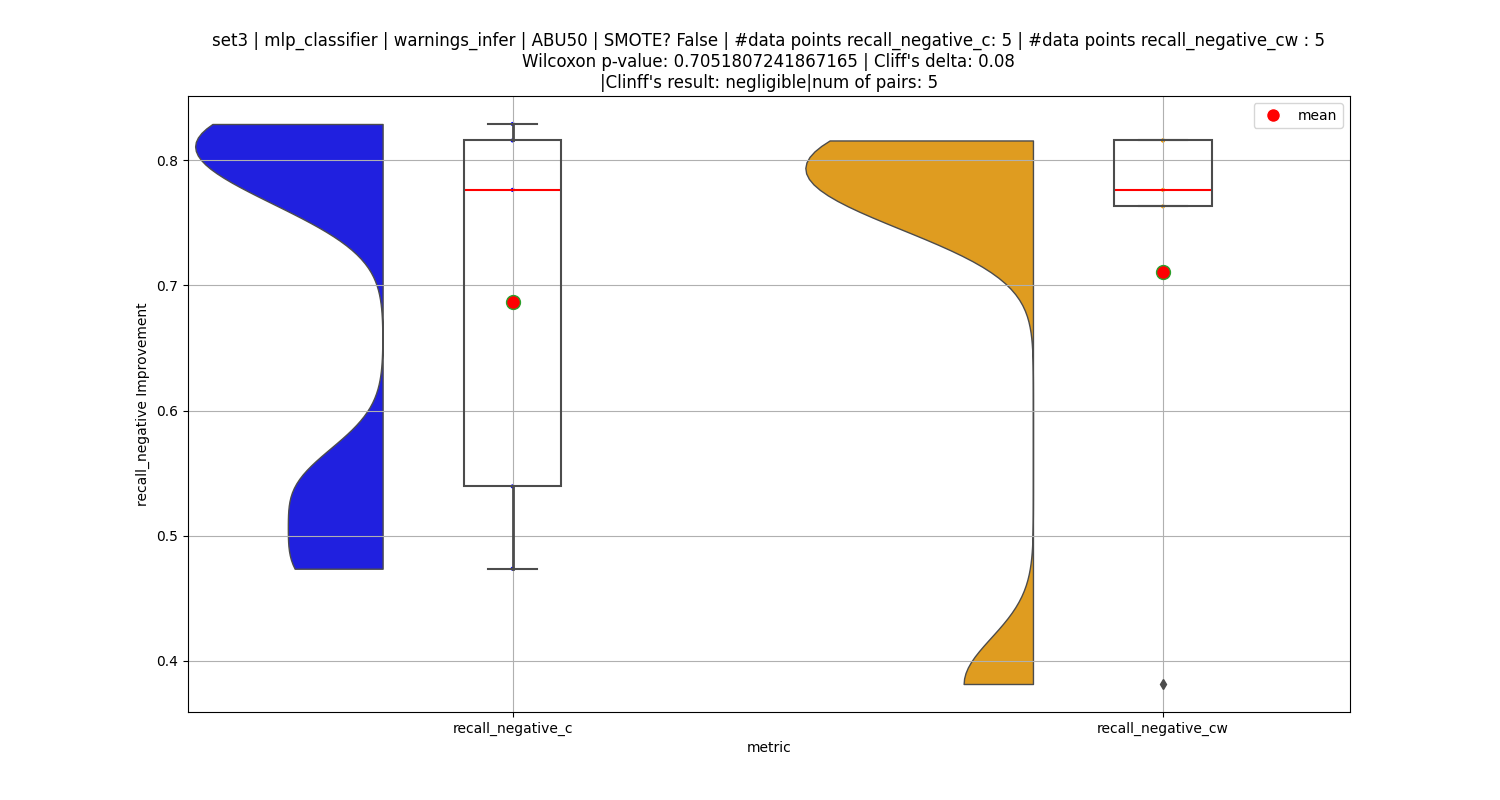 set3 | mlp_classifier | warnings_infer | ABU50 | SMOTE? False | #data points recall_negative_c: 5 | #data points recall_negative_cw : 5
Wilcoxon p-value: 0.7051807241867165 | Cliff's delta: 0.08
|Clinff's result: negligible|num of pairs: 5
mean
0.8
0.7
0.6
0.5
0.4
recall_negative Improvement
recall_negative_c
recall_negative_cw
metric